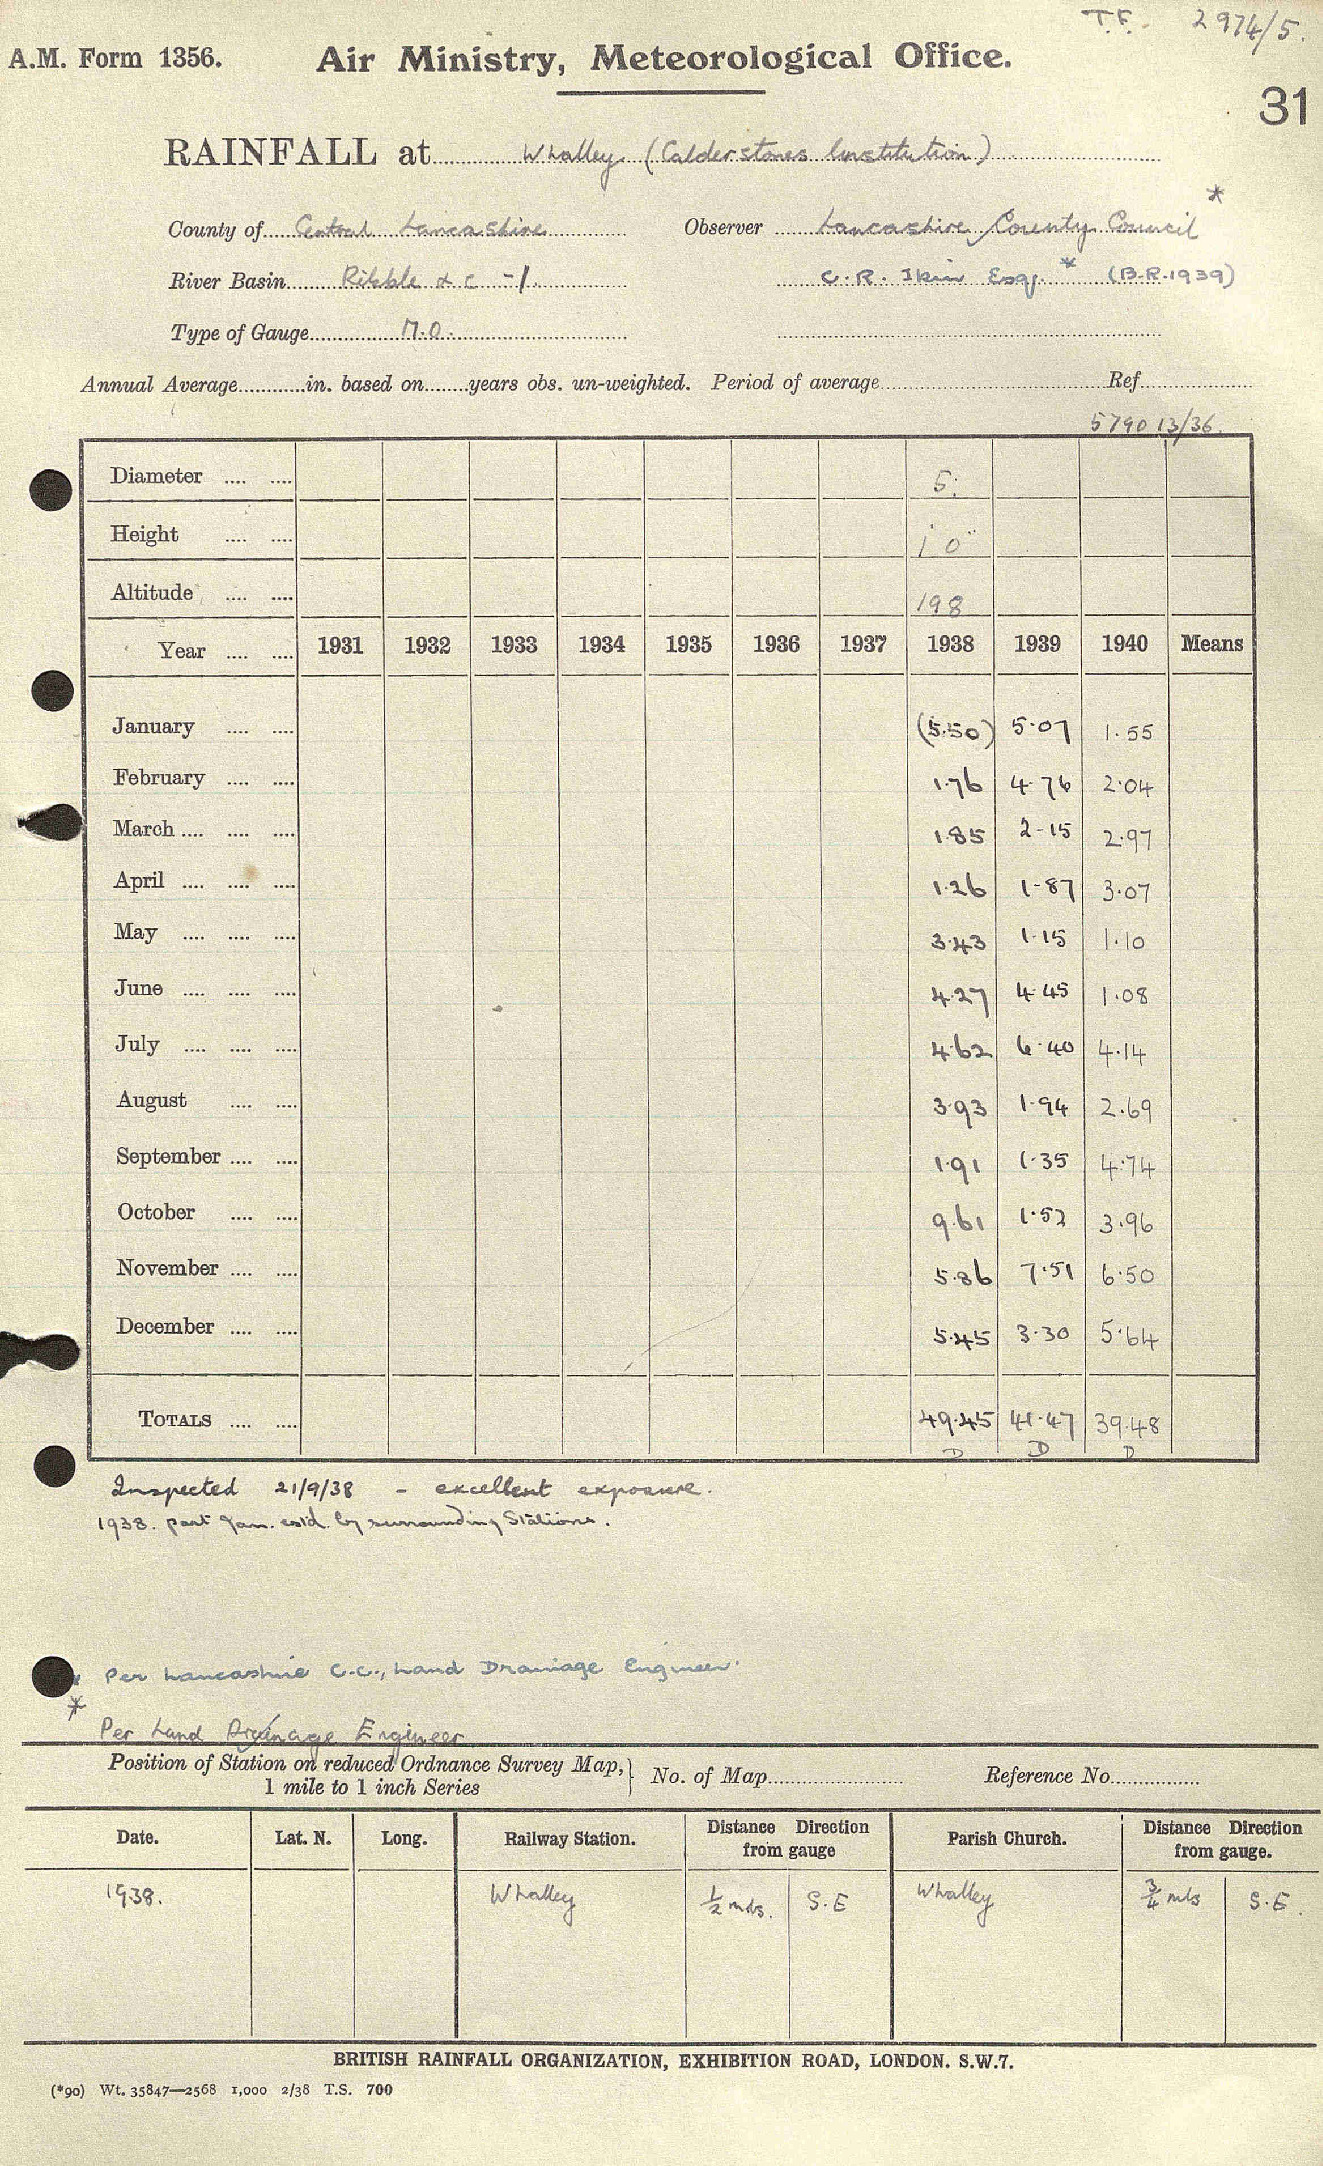 T.F. 2974/5.
A.M. Form 1356. Air Ministry, Meteorological Office.
31
RAINFALL at Whalley (Calderstones Institution)
County of Central Lancashire Observer Lancashire County Council *
River Basin Ribble &c -1. C. R. Ikin Esq. * (B.R. 1939)
Type of Gauge M.O.
Annual Average in. based on years obs. un-weighted. Period of average Ref
5790 13/36.
Diameter .... .... 5.
Height .... .... 1' 0"
Altitude .... .... 198
Year .... .... 1931 1932 1933 1934 1935 1936 1937 1938 1939 1940 Means
January .... .... (5.50) 5.07 1.55
February .... .... 1.76 4.76 2.04
March .... .... .... 1.85 2.15 2.97
April .... .... .... 1.26 1.87 3.07
May .... .... .... 3.43 1.15 1.10
June .... .... .... 4.27 4.45 1.08
July .... .... .... 4.62 6.40 4.14
August .... .... 3.93 1.94 2.69
September .... .... 1.91 1.35 4.74
October .... .... 9.61 1.52 3.96
November .... .... 5.86 7.51 6.50
December .... .... 5.45 3.30 5.64
TOTALS .... .... 49.45 41.47 39.48
D D D
Inspected 21/9/38 - excellent exposure.
1938. part Jan. estd. by surrounding Stations.
* Per Lancashire C.C., Land Drainage Engineer.
*
Per Land Drainage Engineer
Position of Station on reduced Ordnance Survey Map, } No. of Map Reference No.
1 mile to 1 inch Series
Date. Lat. N. Long. Railway Station. Distance Direction from gauge Parish Church. Distance Direction from gauge.
1938. Whalley 1/2 mls. S.E Whalley 3/4 mls S.E.
BRITISH RAINFALL ORGANIZATION, EXHIBITION ROAD, LONDON. S.W.7.
(*90) Wt. 35847—2568 1,000 2/38 T.S. 700